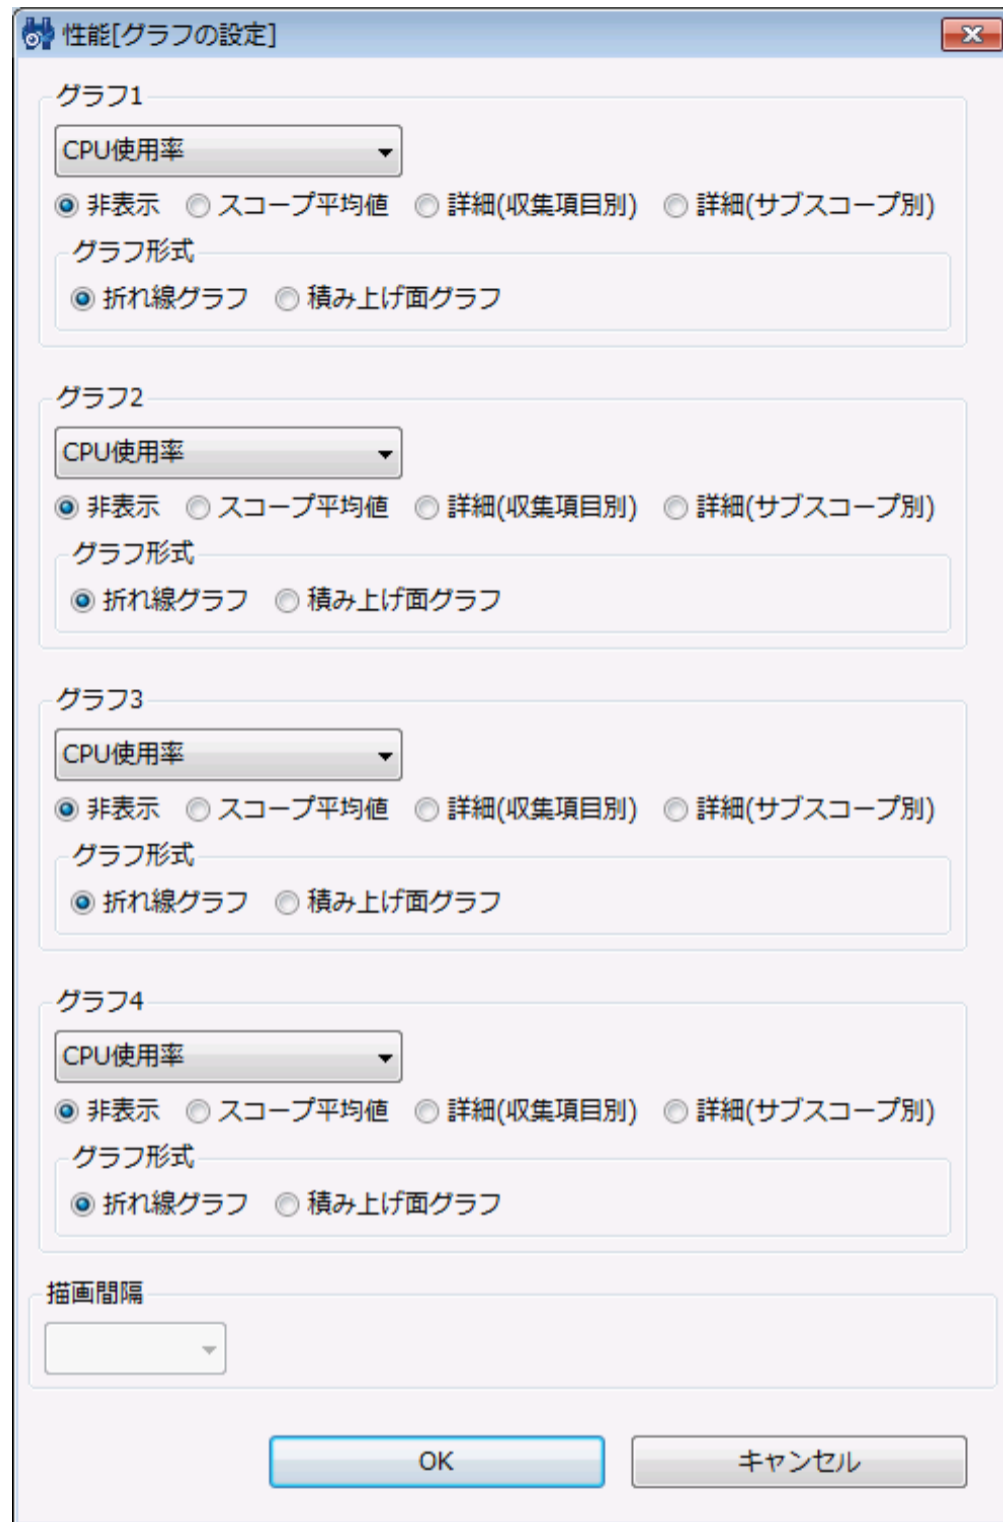 性能[グラフの設定]
グラフ1
CPU使用率
非表示 スコープ平均値 詳細(収集項目別) 詳細(サブスコープ別)
グラフ形式
折れ線グラフ 積み上げ面グラフ
グラフ2
CPU使用率
非表示 スコープ平均値 詳細(収集項目別) 詳細(サブスコープ別)
グラフ形式
折れ線グラフ 積み上げ面グラフ
グラフ3
CPU使用率
非表示 スコープ平均値 詳細(収集項目別) 詳細(サブスコープ別)
グラフ形式
折れ線グラフ 積み上げ面グラフ
グラフ4
CPU使用率
非表示 スコープ平均値 詳細(収集項目別) 詳細(サブスコープ別)
グラフ形式
折れ線グラフ 積み上げ面グラフ
描画間隔
OK キャンセル